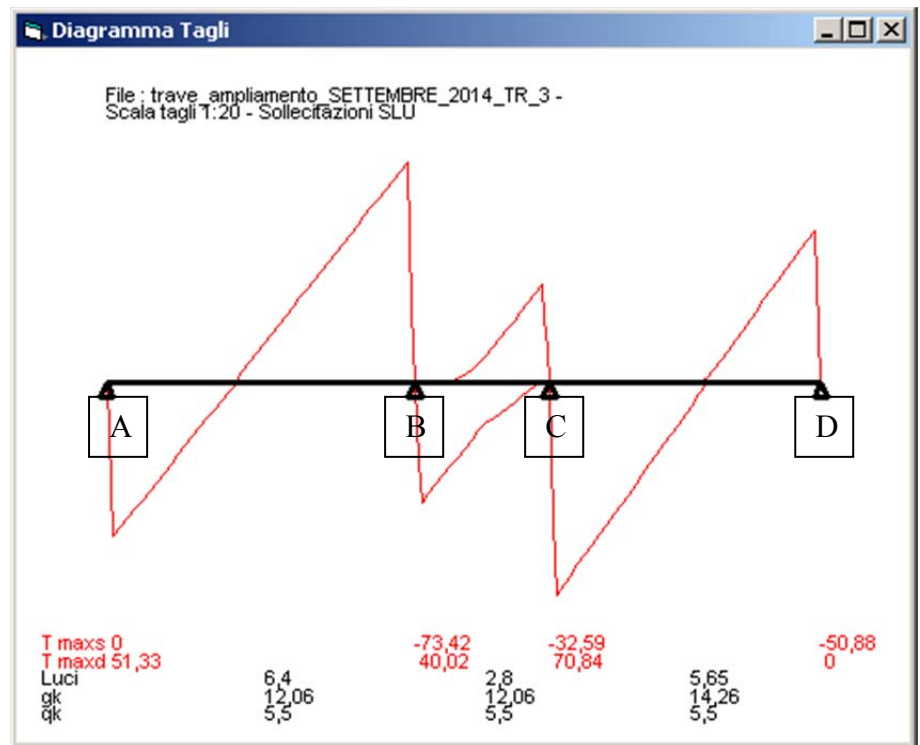 Diagramma Tagli
File : trave_ampliamento_SETTEMBRE_2014_TR_3 -
Scala tagli 1:20 - Sollecitazioni SLU
A B C D
T maxs 0 -73,42 -32,59 -50,88
T maxd 51,33 40,02 70,84 0
Luci 6,4 2,8 5,65
gk 12,06 12,06 14,26
qk 5,5 5,5 5,5